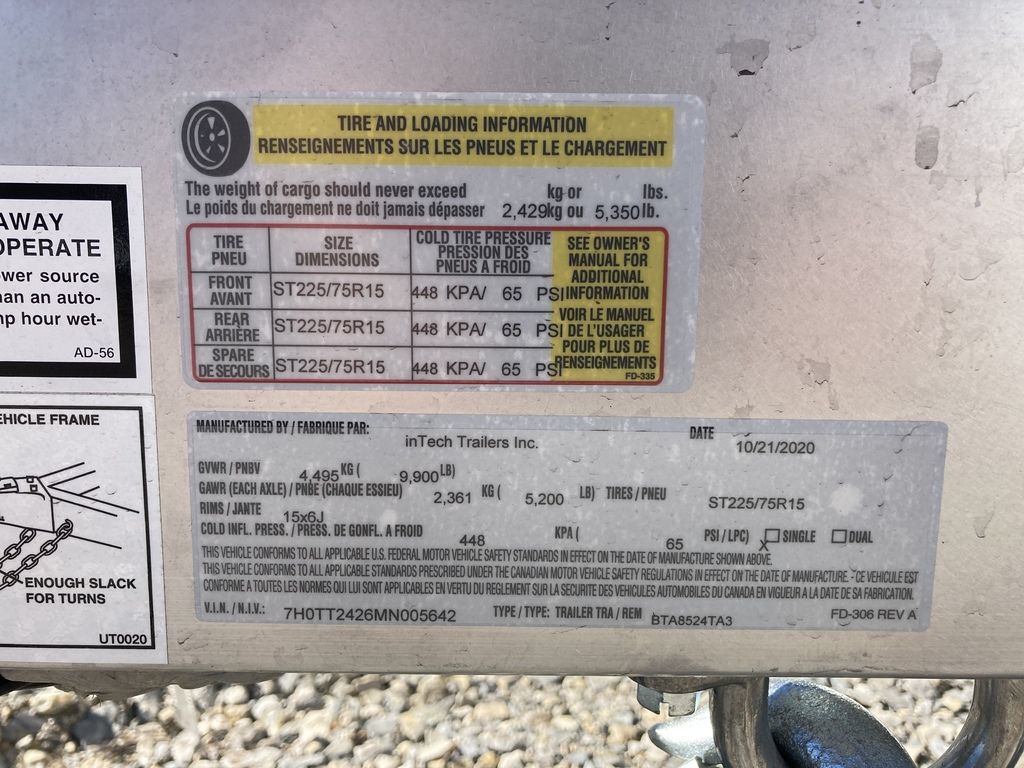 AWAY
OPERATE
wer source
han an auto-
mp hour wet-
AD-56
EHICLE FRAME
ENOUGH SLACK
FOR TURNS
UT0020
TIRE AND LOADING INFORMATION
RENSEIGNEMENTS SUR LES PNEUS ET LE CHARGEMENT
The weight of cargo should never exceed kg or lbs.
Le poids du chargement ne doit jamais dépasser 2,429kg ou 5,350lb.
TIRE
PNEU
SIZE
DIMENSIONS
COLD TIRE PRESSURE
PRESSION DES
PNEUS A FROID
FRONT
AVANT
ST225/75R15 448 KPA/ 65 PSI
REAR
ARRIÈRE
ST225/75R15 448 KPA/ 65 PSI
SPARE
DE SECOURS
ST225/75R15 448 KPA/ 65 PSI
SEE OWNER'S
MANUAL FOR
ADDITIONAL
INFORMATION
VOIR LE MANUEL
DE L'USAGER
POUR PLUS DE
RENSEIGNEMENTS
FD-335
MANUFACTURED BY / FABRIQUE PAR: inTech Trailers Inc. DATE 10/21/2020
GVWR / PNBV 4,495 KG ( 9,900 LB)
GAWR (EACH AXLE) / PNBE (CHAQUE ESSIEU) 2,361 KG ( 5,200 LB) TIRES / PNEU ST225/75R15
RIMS / JANTE 15x6J
COLD INFL. PRESS. / PRESS. DE GONFL. A FROID 448 KPA ( 65 PSI / LPC) X SINGLE DUAL
THIS VEHICLE CONFORMS TO ALL APPLICABLE U.S. FEDERAL MOTOR VEHICLE SAFETY STANDARDS IN EFFECT ON THE DATE OF MANUFACTURE SHOWN ABOVE.
THIS VEHICLE CONFORMS TO ALL APPLICABLE STANDARDS PRESCRIBED UNDER THE CANADIAN MOTOR VEHICLE SAFETY REGULATIONS IN EFFECT ON THE DATE OF MANUFACTURE. - CE VEHICULE EST
CONFORME A TOUTES LES NORMES QUI LUI SONT APPLICABLES EN VERTU DU REGLEMENT SUR LA SECURITE DES VEHICULES AUTOMOBILES DU CANADA EN VIGUEUR A LA DATE DE SA FABRICATION.
V.I.N. / N.I.V.: 7H0TT2426MN005642 TYPE / TYPE: TRAILER TRA / REM BTA8524TA3 FD-306 REV A